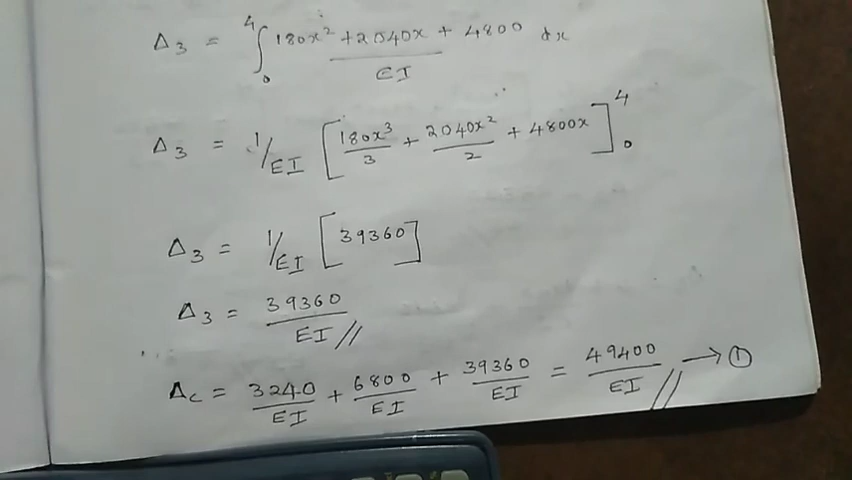 Δ₃ = ∫₀⁴ (180x² + 2040x + 4800)/EI dx
Δ₃ = 1/EI [180x³/3 + 2040x²/2 + 4800x]₀⁴
Δ₃ = 1/EI [39360]
Δ₃ = 39360/EI //
Δc = 3240/EI + 6800/EI + 39360/EI = 49400/EI // → ①